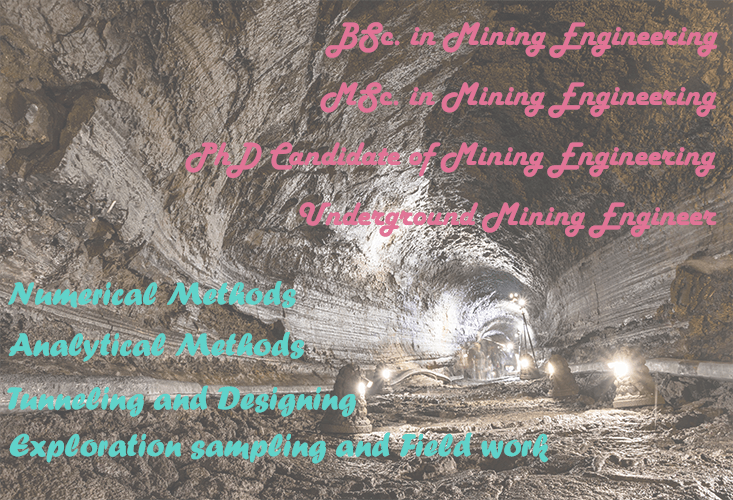 BSc. in Mining Engineering
MSc. in Mining Engineering
PhD Candidate of Mining Engineering
Underground Mining Engineer
Numerical Methods
Analytical Methods
Tunneling and Designing
Exploration sampling and Field work